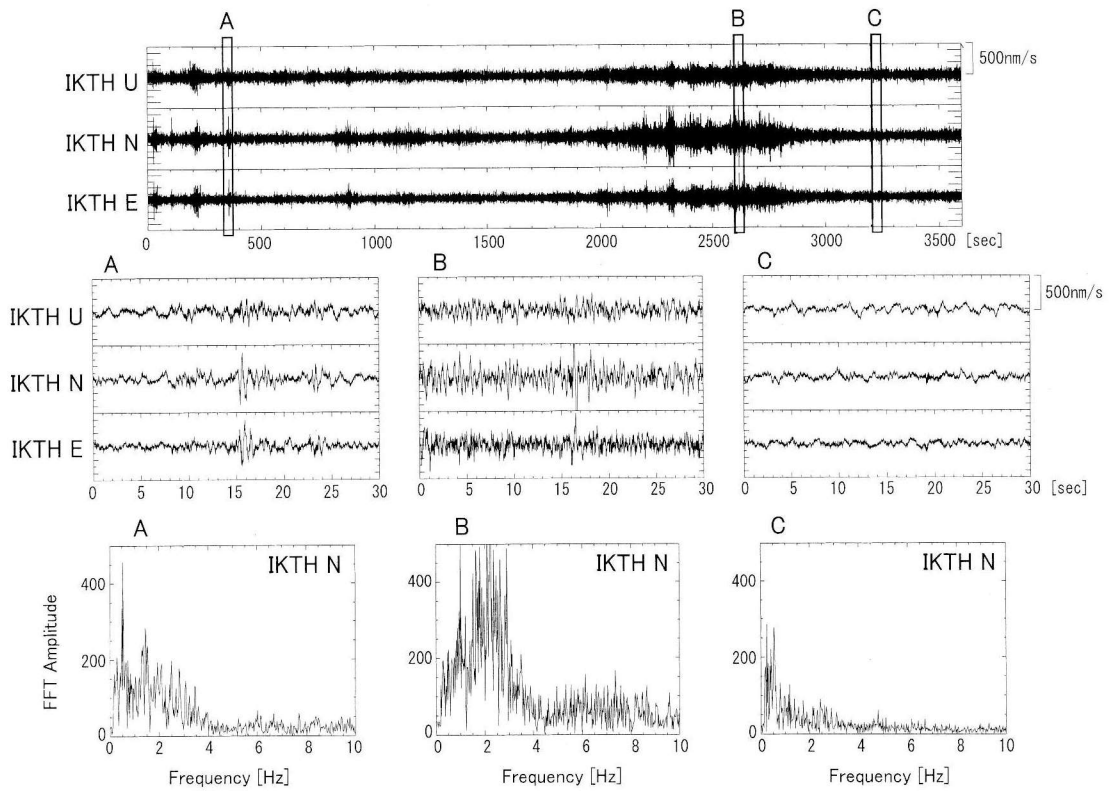 A B C
IKTH U
500nm/s
IKTH N
IKTH E
0 500 1000 1500 2000 2500 3000 3500 [sec]
A B C
IKTH U
500nm/s
IKTH N
IKTH E
0 5 10 15 20 25 30 0 5 10 15 20 25 30 0 5 10 15 20 25 30 [sec]
A B C
IKTH N IKTH N IKTH N
400 400 400
200 200 200
0 0 0
FFT Amplitude
0 2 4 6 8 10 0 2 4 6 8 10 0 2 4 6 8 10
Frequency [Hz] Frequency [Hz] Frequency [Hz]